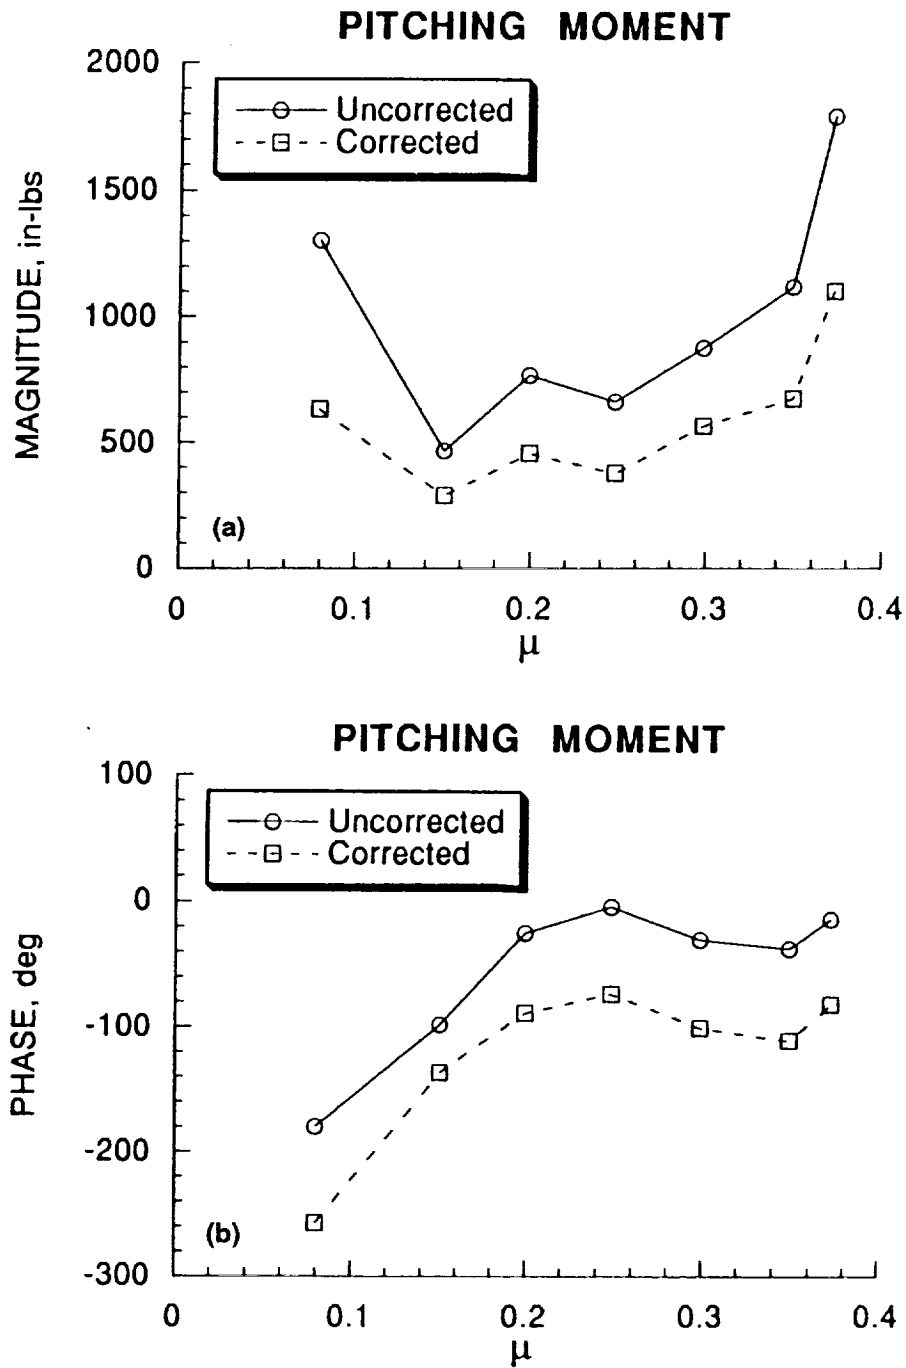 PITCHING MOMENT
2000
1500
1000
500
0
MAGNITUDE, in-lbs
Uncorrected
Corrected
(a)
0 0.1 0.2 0.3 0.4
μ
PITCHING MOMENT
100
0
-100
-200
-300
PHASE, deg
Uncorrected
Corrected
(b)
0 0.1 0.2 0.3 0.4
μ